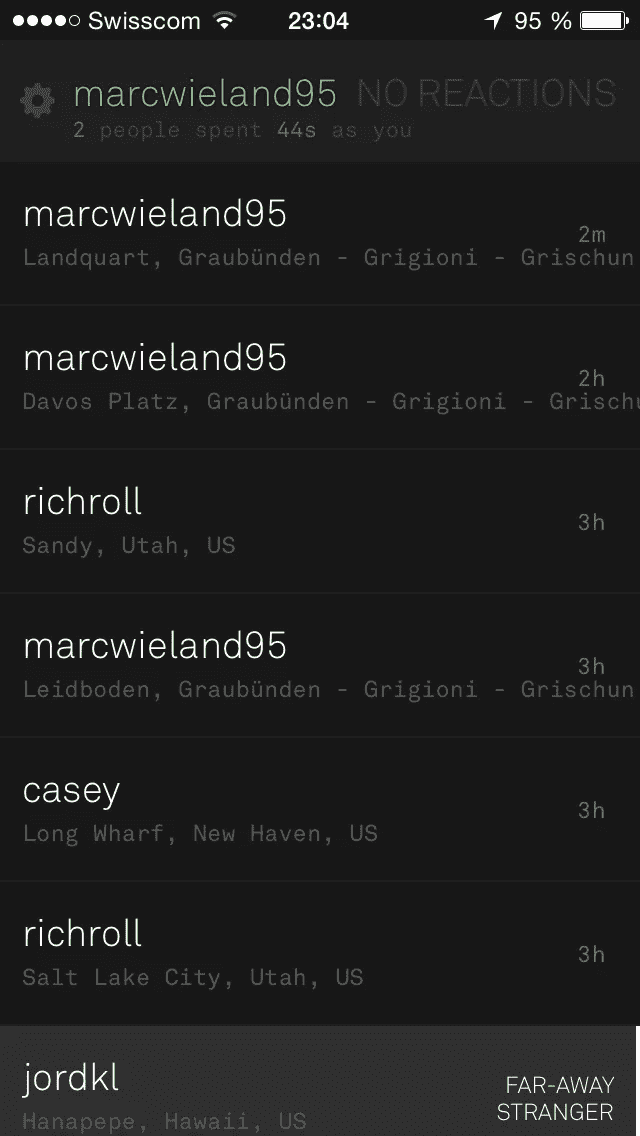 Swisscom 23:04 95 %
marcwieland95 NO REACTIONS
2 people spent 44s as you
marcwieland95
2m
Landquart, Graubünden - Grigioni - Grischun
marcwieland95
2h
Davos Platz, Graubünden - Grigioni - Grischu
richroll
3h
Sandy, Utah, US
marcwieland95
3h
Leidboden, Graubünden - Grigioni - Grischun
casey
3h
Long Wharf, New Haven, US
richroll
3h
Salt Lake City, Utah, US
jordkl
FAR-AWAY
STRANGER
Hanapepe, Hawaii, US